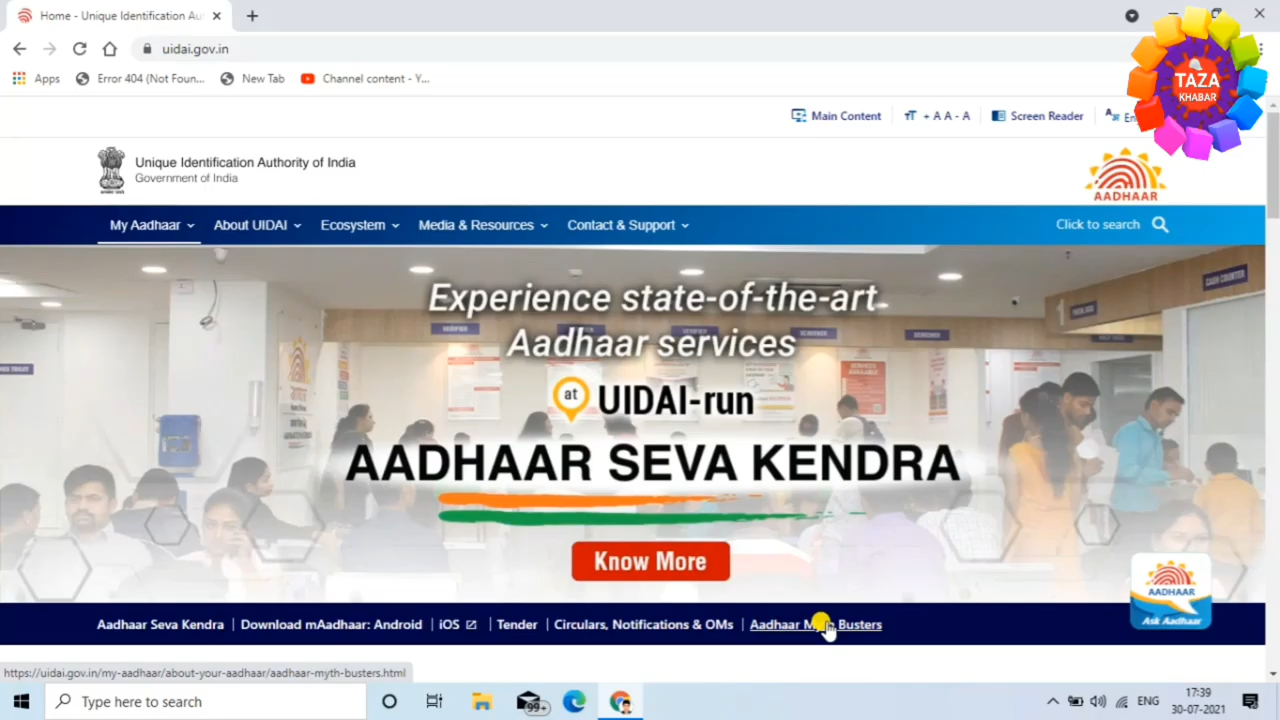 Home - Unique Identification Au
TAZA
KHABAR
uidai.gov.in
Apps
Error 404 (Not Foun...
New Tab
Channel content - Y...
Main Content
+ A A - A
Screen Reader
Unique Identification Authority of India
Government of India
AADHAAR
My Aadhaar
About UIDAI
Ecosystem
Media & Resources
Contact & Support
Click to search
CASH COUNTER
Experience state-of-the-art
Aadhaar services
at UIDAI-run
AADHAAR SEVA KENDRA
Know More
AADHAAR
Ask Aadhaar
Aadhaar Seva Kendra
Download mAadhaar: Android
iOS
Tender
Circulars, Notifications & OMs
Aadhaar Myth Busters
https://uidai.gov.in/my-aadhaar/about-your-aadhaar/aadhaar-myth-busters.html
Type here to search
99+
ENG
17:39
30-07-2021